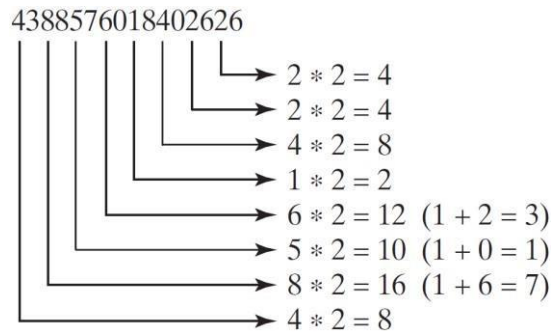 4388576018402626
2 * 2 = 4
2 * 2 = 4
4 * 2 = 8
1 * 2 = 2
6 * 2 = 12 (1 + 2 = 3)
5 * 2 = 10 (1 + 0 = 1)
8 * 2 = 16 (1 + 6 = 7)
4 * 2 = 8